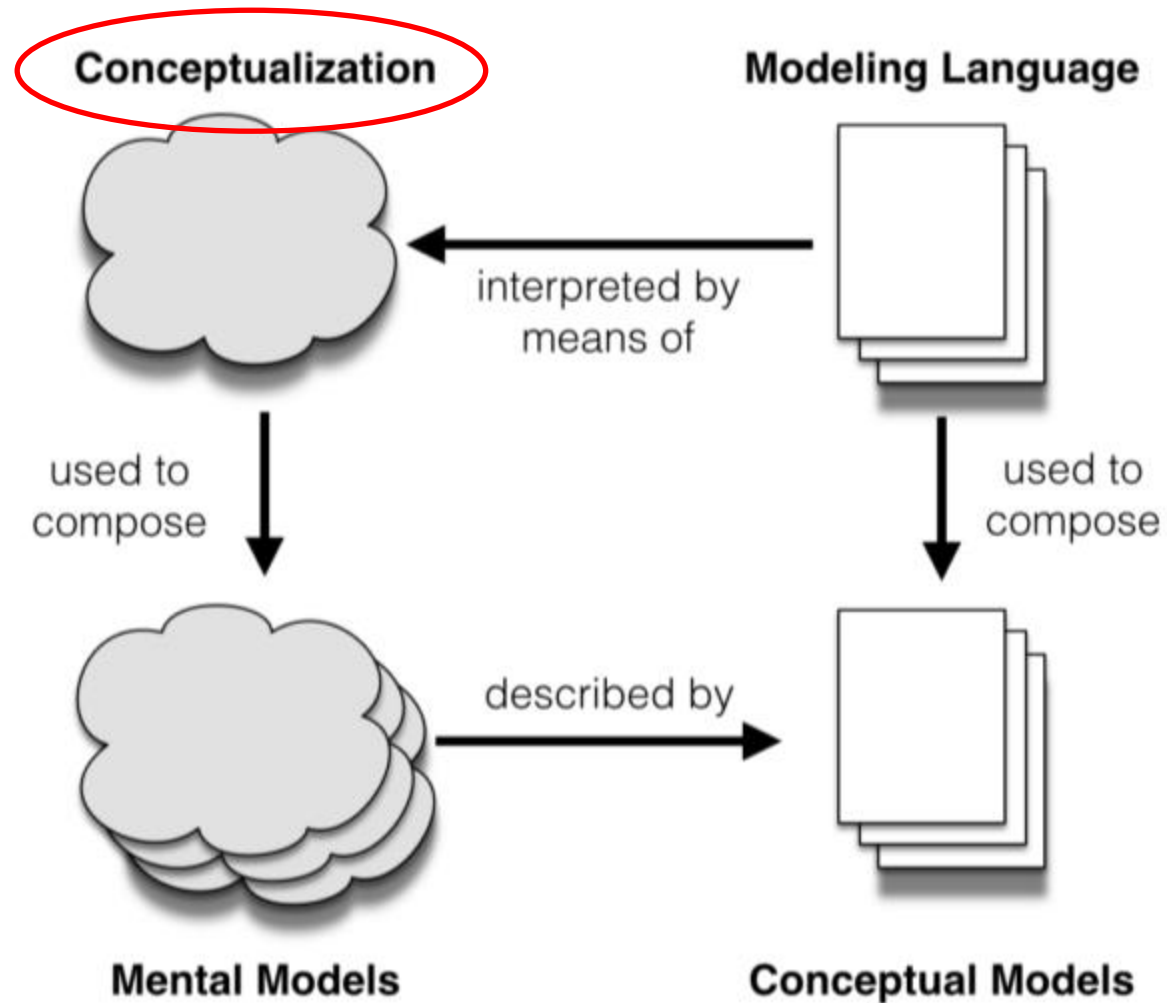 Conceptualization
Modeling Language
interpreted by
means of
used to
compose
used to
compose
described by
Mental Models
Conceptual Models